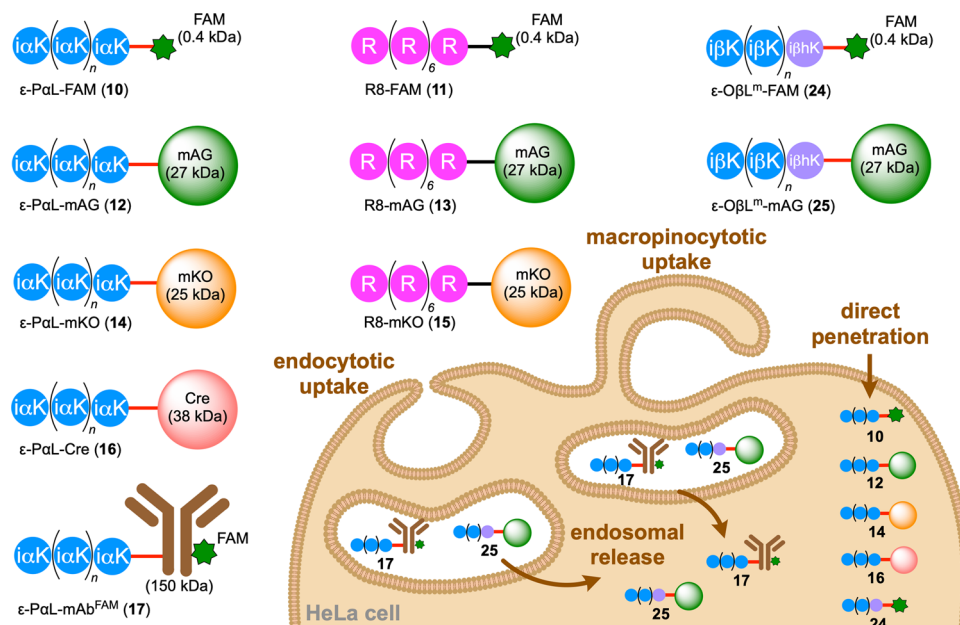 iαK (iαK)n iαK
FAM
(0.4 kDa)
ε-PαL-FAM (10)
R (R)6 R
FAM
(0.4 kDa)
R8-FAM (11)
iβK (iβK)n iβhK
FAM
(0.4 kDa)
ε-OβLᵐ-FAM (24)
iαK (iαK)n iαK
mAG
(27 kDa)
ε-PαL-mAG (12)
R (R)6 R
mAG
(27 kDa)
R8-mAG (13)
iβK (iβK)n iβhK
mAG
(27 kDa)
ε-OβLᵐ-mAG (25)
iαK (iαK)n iαK
mKO
(25 kDa)
ε-PαL-mKO (14)
R (R)6 R
mKO
(25 kDa)
R8-mKO (15)
iαK (iαK)n iαK
Cre
(38 kDa)
ε-PαL-Cre (16)
iαK (iαK)n iαK
FAM
(150 kDa)
ε-PαL-mAbFAM (17)
macropinocytotic
uptake
endocytotic
uptake
direct
penetration
10
12
14
16
24
17
25
17
25
endosomal
release
17
25
HeLa cell